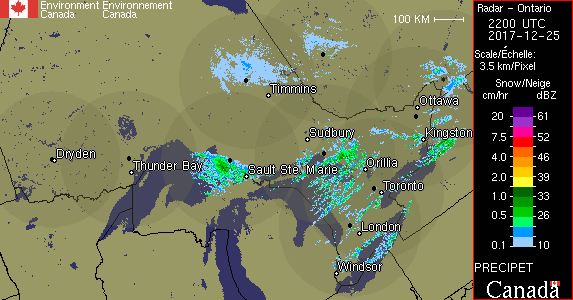 Environment Environnement
Canada Canada
100 KM
Timmins
Ottawa
Sudbury
Kingston
Dryden
Thunder Bay
Sault Ste. Marie
Orillia
Toronto
London
Windsor
Radar - Ontario
2200 UTC
2017-12-25
Scale/Échelle:
3.5 km/Pixel
Snow/Neige
cm/hr dBZ
20 61
7.5 52
4.0 46
2.0 39
1.0 33
0.5 26
0.1 10
PRECIPET
Canada